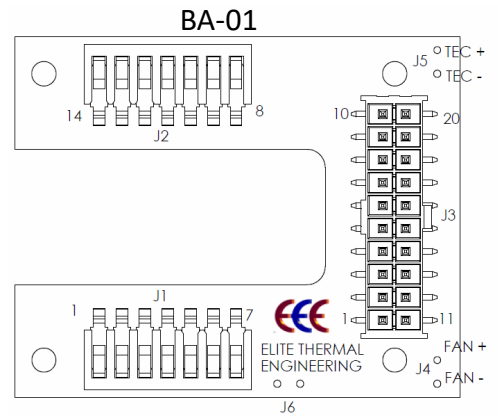 BA-01
J5
TEC +
TEC -
14
J2
8
10
20
J3
1
J1
7
EEE
1
11
ELITE THERMAL
ENGINEERING
FAN +
J4
FAN -
J6